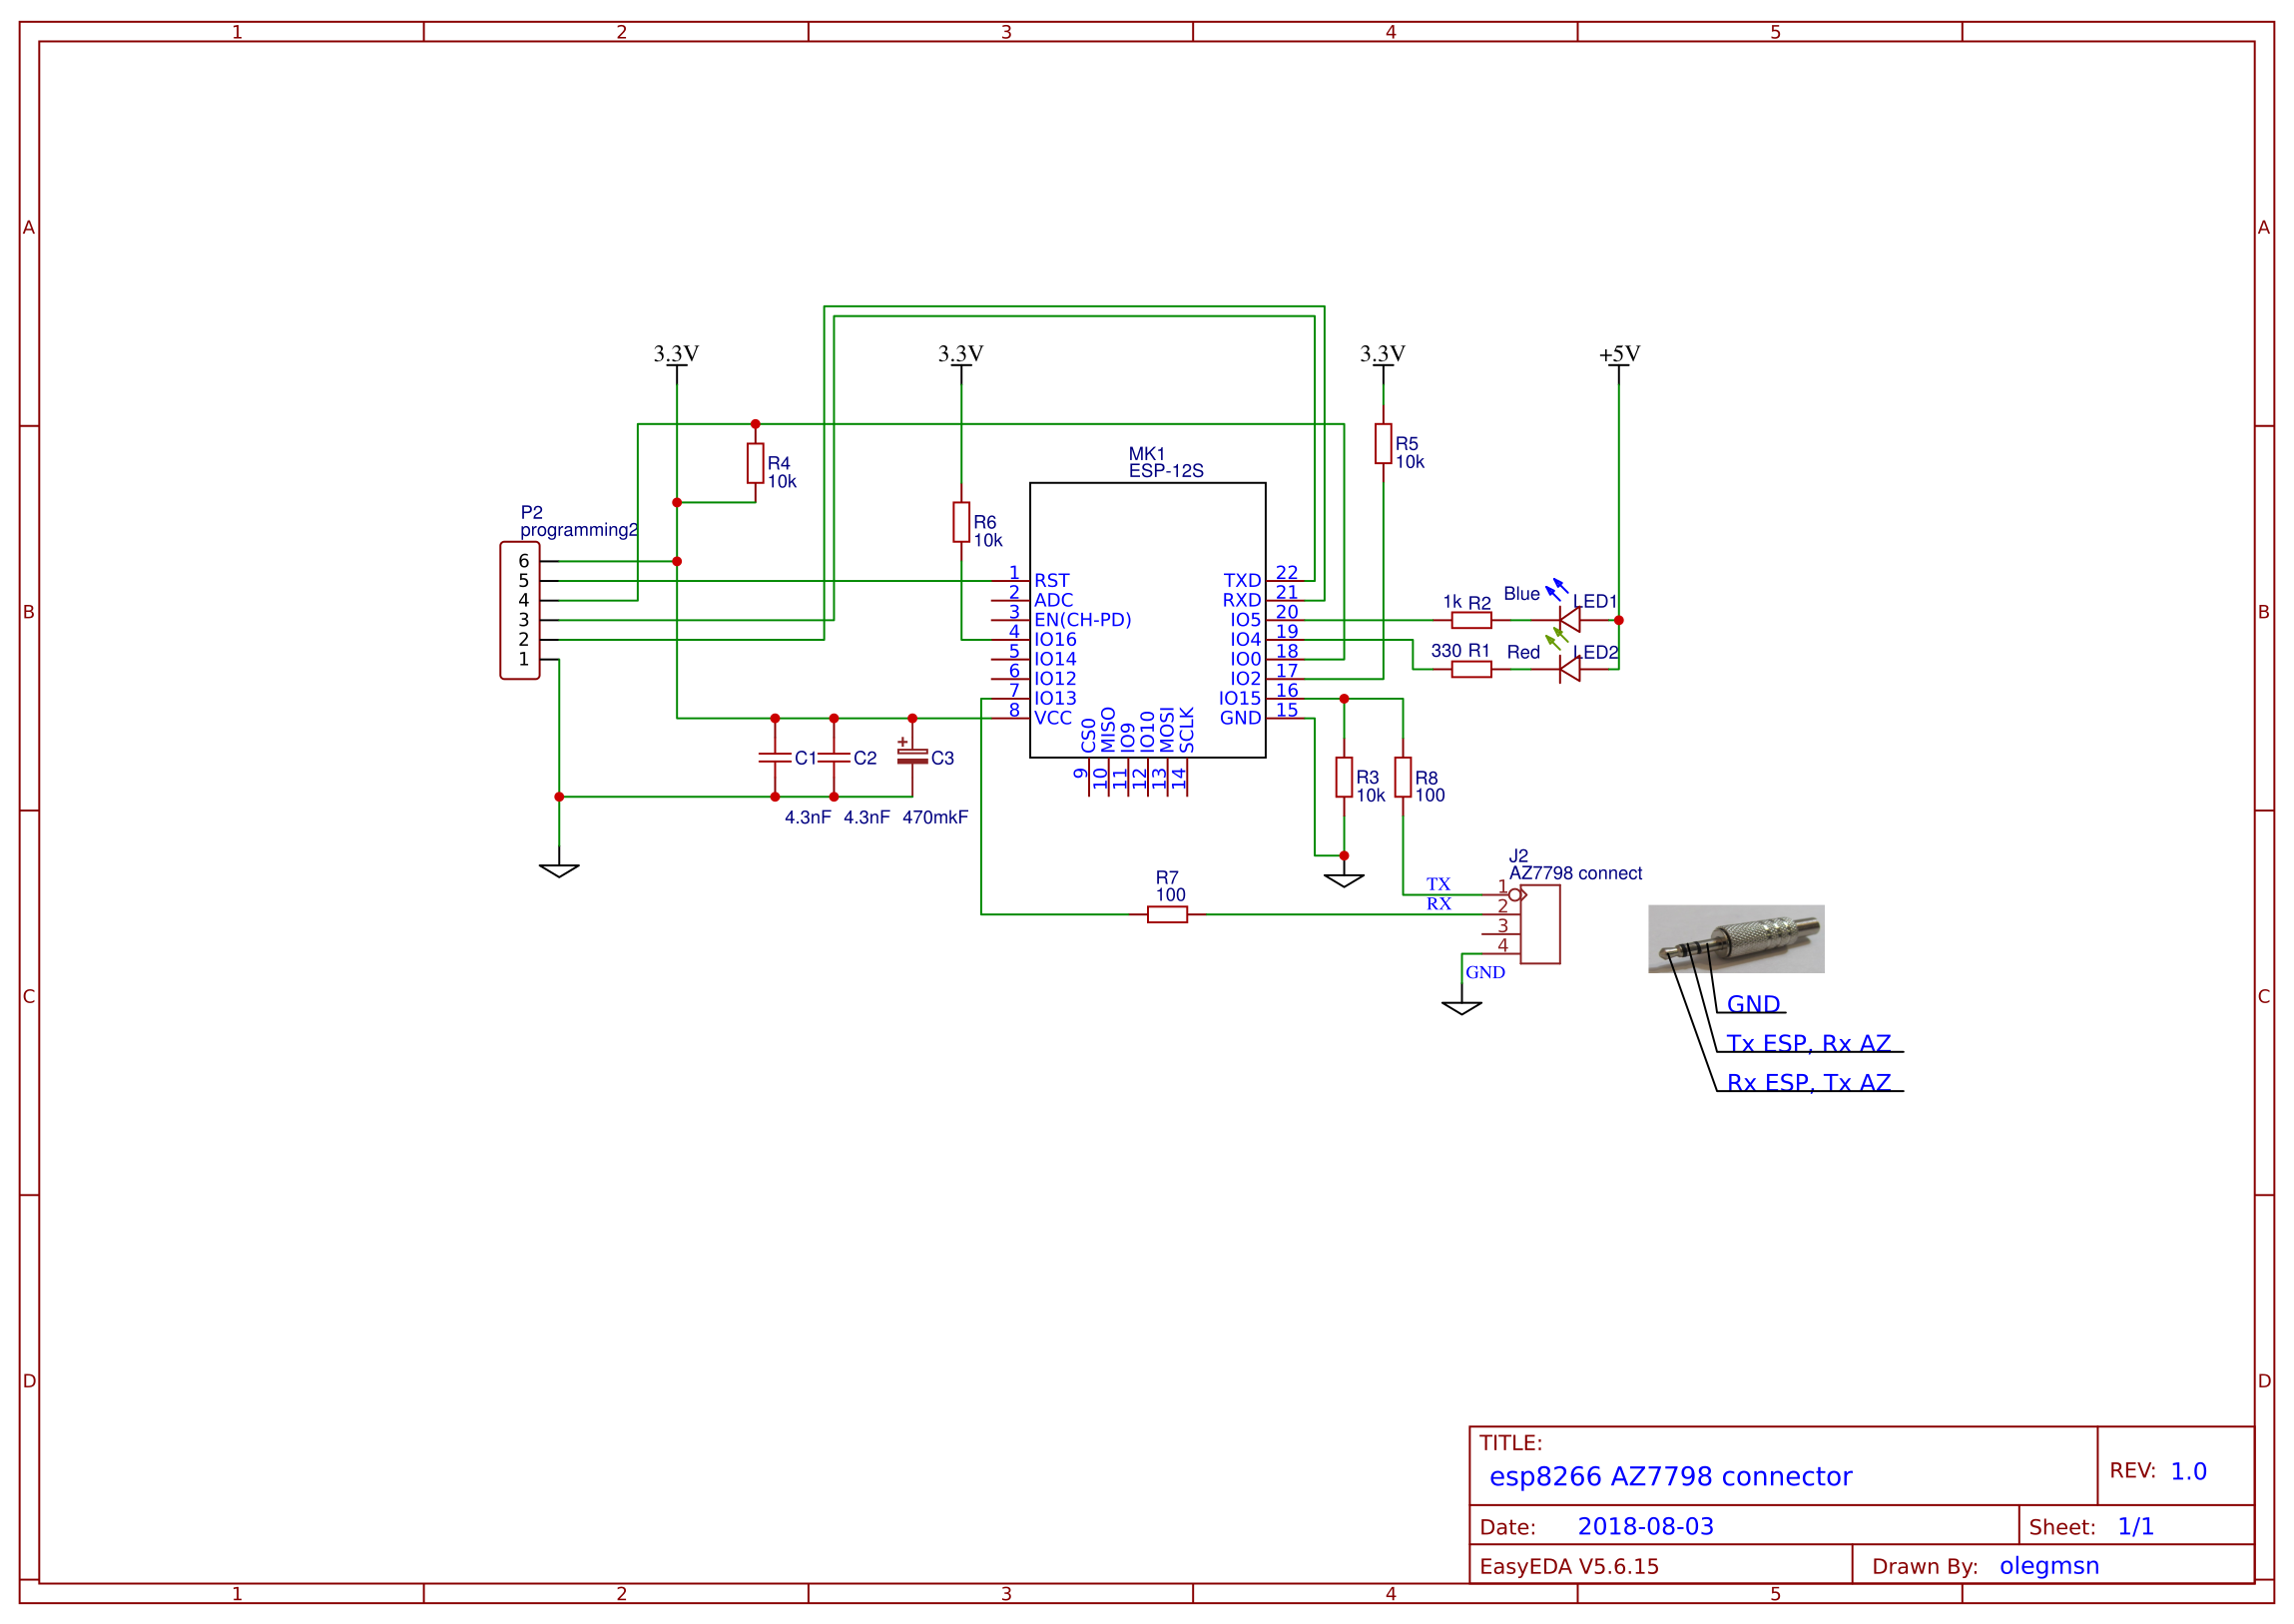 1 2 3 4 5
A A
3.3V 3.3V 3.3V +5V
R4
10k
R5
10k
MK1
ESP-12S
P2
programming2
R6
10k
6
5
4
3
2
1
1 RST
2 ADC
3 EN(CH-PD)
4 IO16
5 IO14
6 IO12
7 IO13
8 VCC
TXD 22
RXD 21
IO5 20
IO4 19
IO0 18
IO2 17
IO15 16
GND 15
CS0 MISO IO9 IO10 MOSI SCLK
9 10 11 12 13 14
1k R2 Blue LED1
330 R1 Red LED2
B B
+
C1 C2 C3
4.3nF 4.3nF 470mkF
R3
10k
R8
100
R7
100
J2
AZ7798 connect
TX 1
RX 2
3
4
GND
C C
GND
Tx ESP, Rx AZ
Rx ESP, Tx AZ
D D
TITLE:
esp8266 AZ7798 connector
REV: 1.0
Date: 2018-08-03
Sheet: 1/1
EasyEDA V5.6.15
Drawn By: olegmsn
1 2 3 4 5